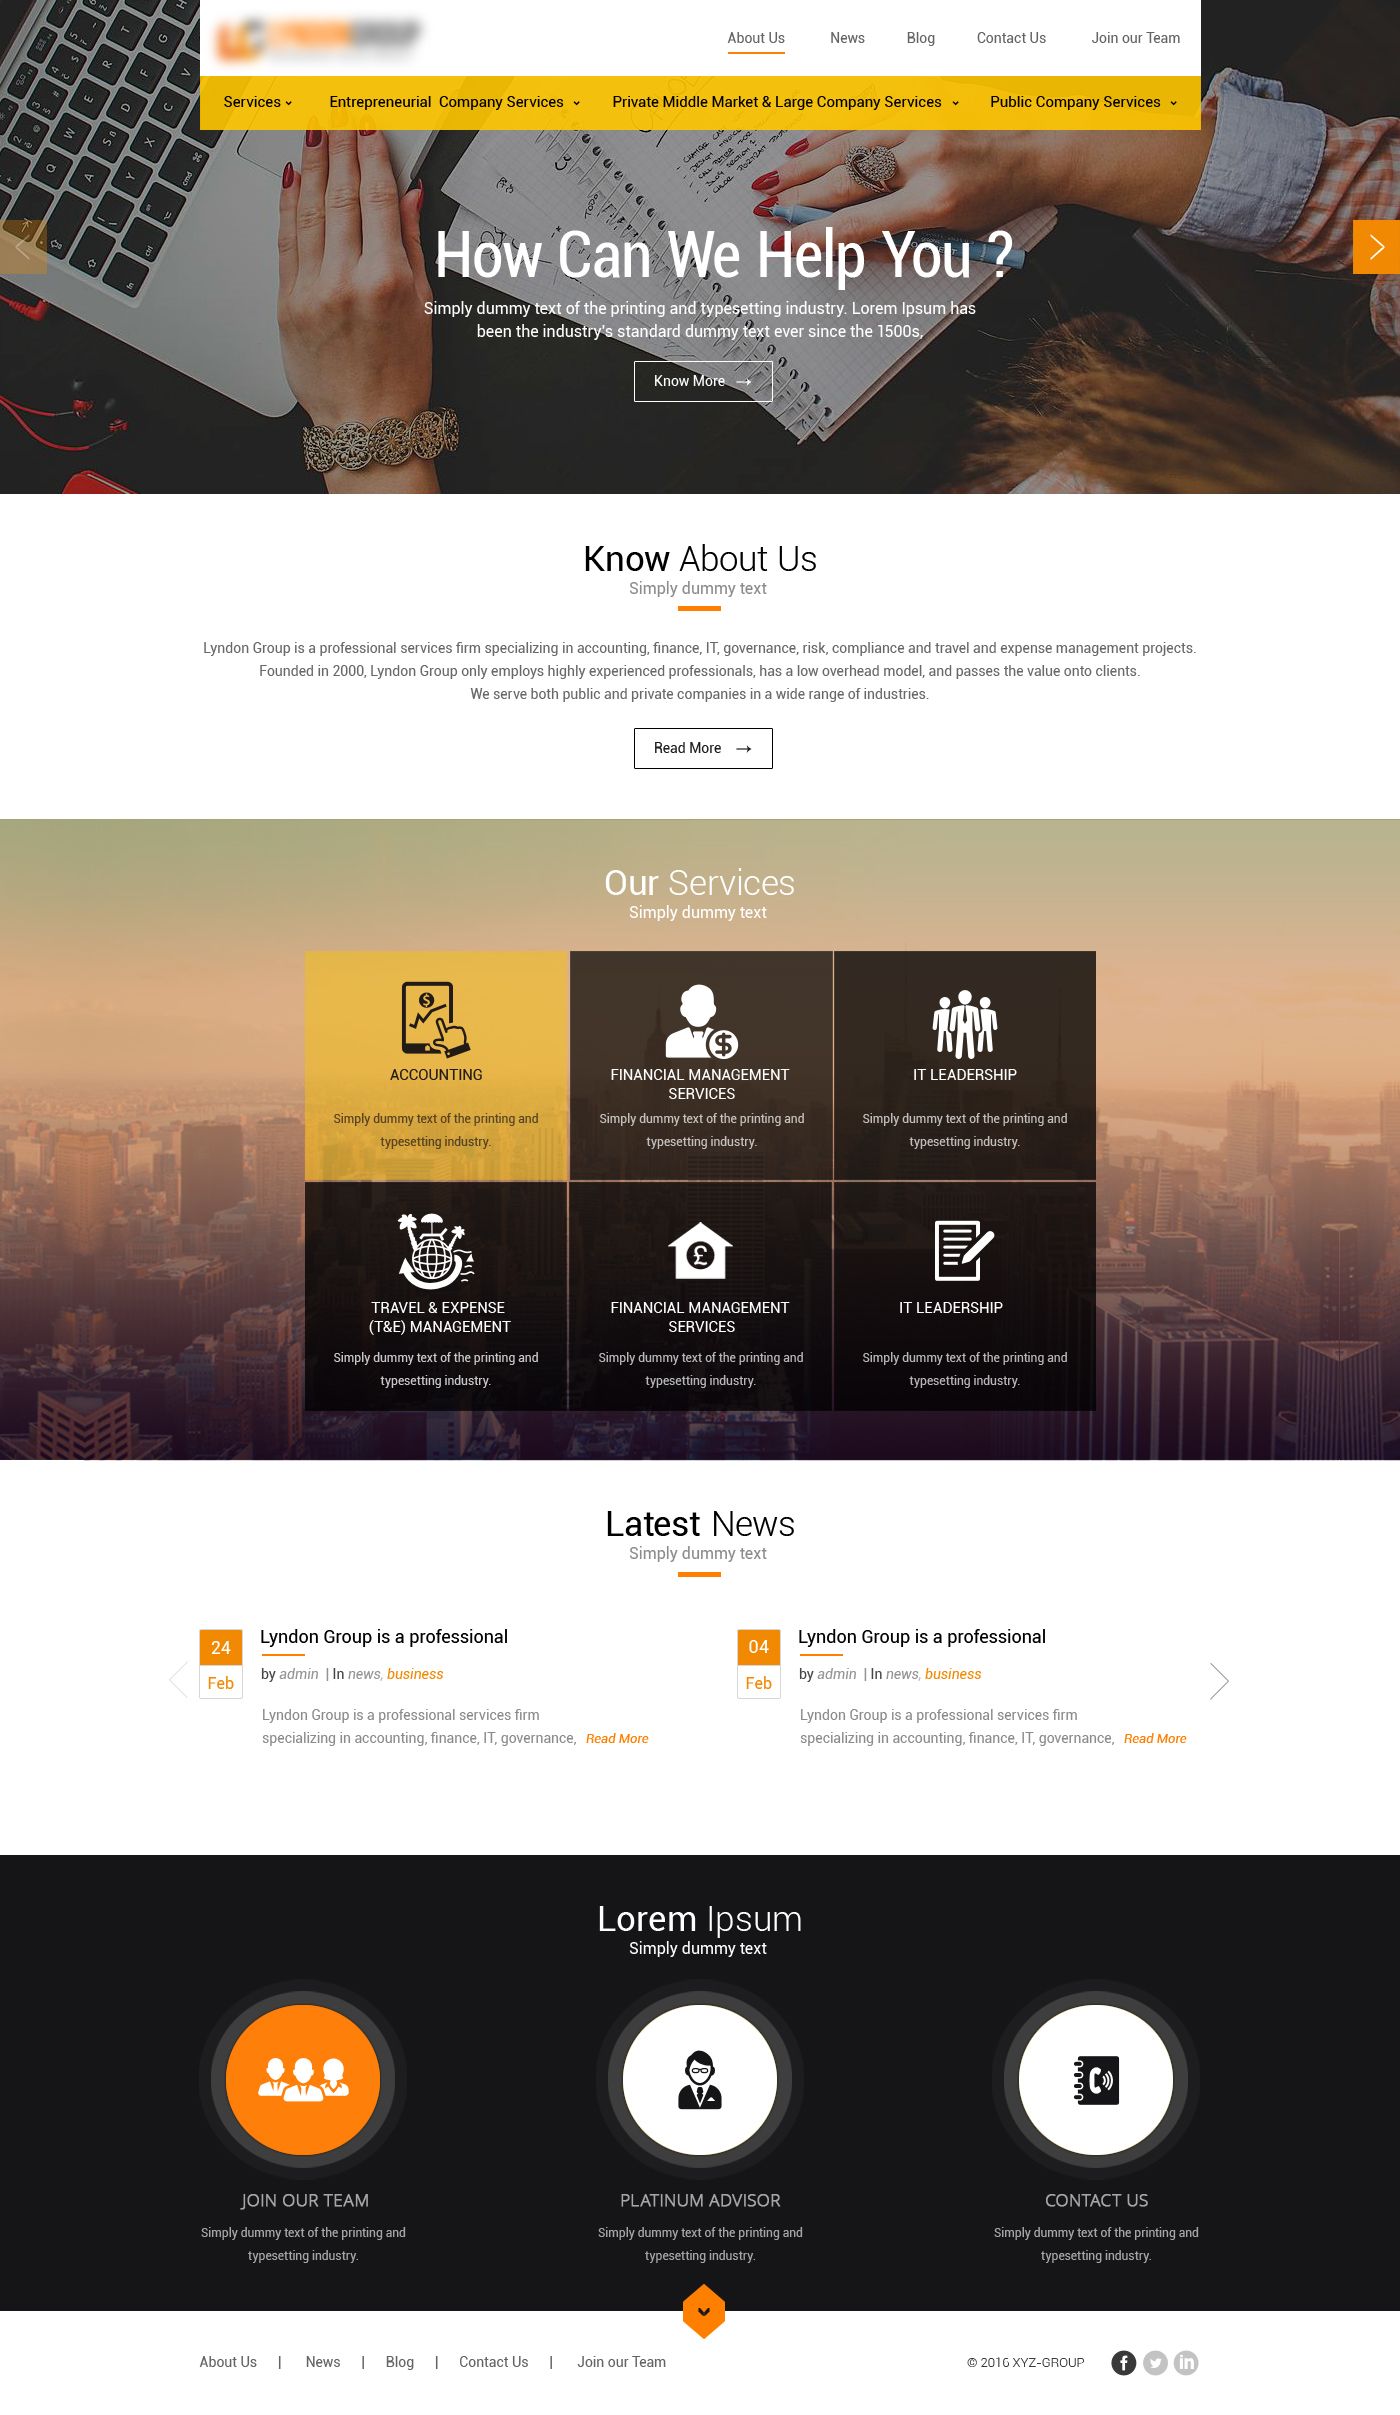 LYNDONGROUP
About Us News Blog Contact Us Join our Team
Services Entrepreneurial Company Services Private Middle Market & Large Company Services Public Company Services
How Can We Help You ?
Simply dummy text of the printing and typesetting industry. Lorem Ipsum has
been the industry's standard dummy text ever since the 1500s,
Know More
Know About Us
Simply dummy text
Lyndon Group is a professional services firm specializing in accounting, finance, IT, governance, risk, compliance and travel and expense management projects.
Founded in 2000, Lyndon Group only employs highly experienced professionals, has a low overhead model, and passes the value onto clients.
We serve both public and private companies in a wide range of industries.
Read More
Our Services
Simply dummy text
ACCOUNTING
Simply dummy text of the printing and
typesetting industry.
FINANCIAL MANAGEMENT
SERVICES
Simply dummy text of the printing and
typesetting industry.
IT LEADERSHIP
Simply dummy text of the printing and
typesetting industry.
TRAVEL & EXPENSE
(T&E) MANAGEMENT
Simply dummy text of the printing and
typesetting industry.
FINANCIAL MANAGEMENT
SERVICES
Simply dummy text of the printing and
typesetting industry.
IT LEADERSHIP
Simply dummy text of the printing and
typesetting industry.
Latest News
Simply dummy text
24
Feb
Lyndon Group is a professional
by admin | In news, business
Lyndon Group is a professional services firm
specializing in accounting, finance, IT, governance, Read More
04
Feb
Lyndon Group is a professional
by admin | In news, business
Lyndon Group is a professional services firm
specializing in accounting, finance, IT, governance, Read More
Lorem Ipsum
Simply dummy text
JOIN OUR TEAM
Simply dummy text of the printing and
typesetting industry.
PLATINUM ADVISOR
Simply dummy text of the printing and
typesetting industry.
CONTACT US
Simply dummy text of the printing and
typesetting industry.
About Us | News | Blog | Contact Us | Join our Team
© 2016 XYZ-GROUP